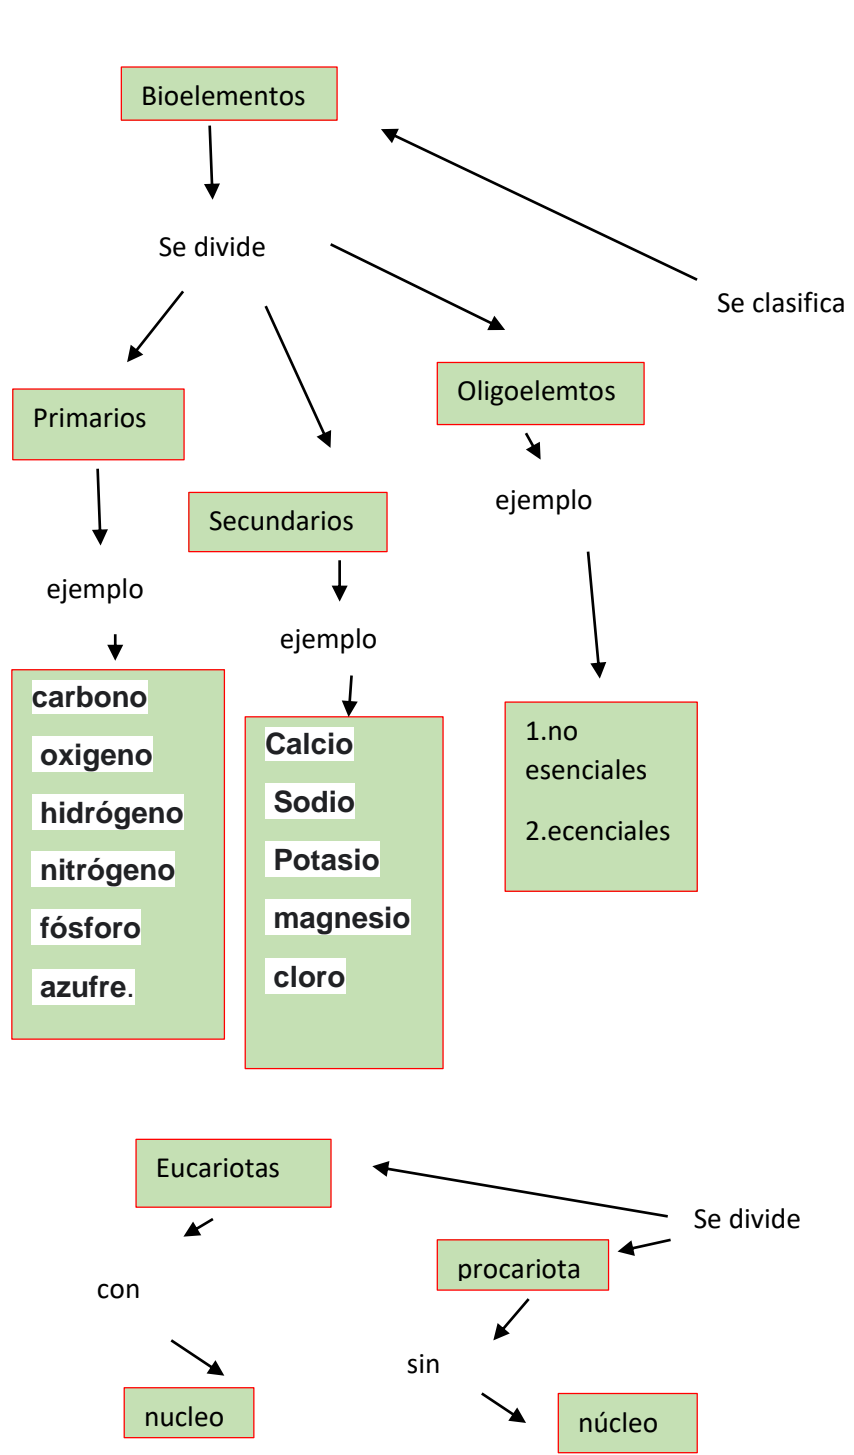 Bioelementos
Se divide
Se clasifica
Primarios
Secundarios
Oligoelemtos
ejemplo
ejemplo
ejemplo
carbono
oxigeno
hidrógeno
nitrógeno
fósforo
azufre.
Calcio
Sodio
Potasio
magnesio
cloro
1.no
esenciales
2.ecenciales
Eucariotas
Se divide
procariota
con
sin
nucleo
núcleo